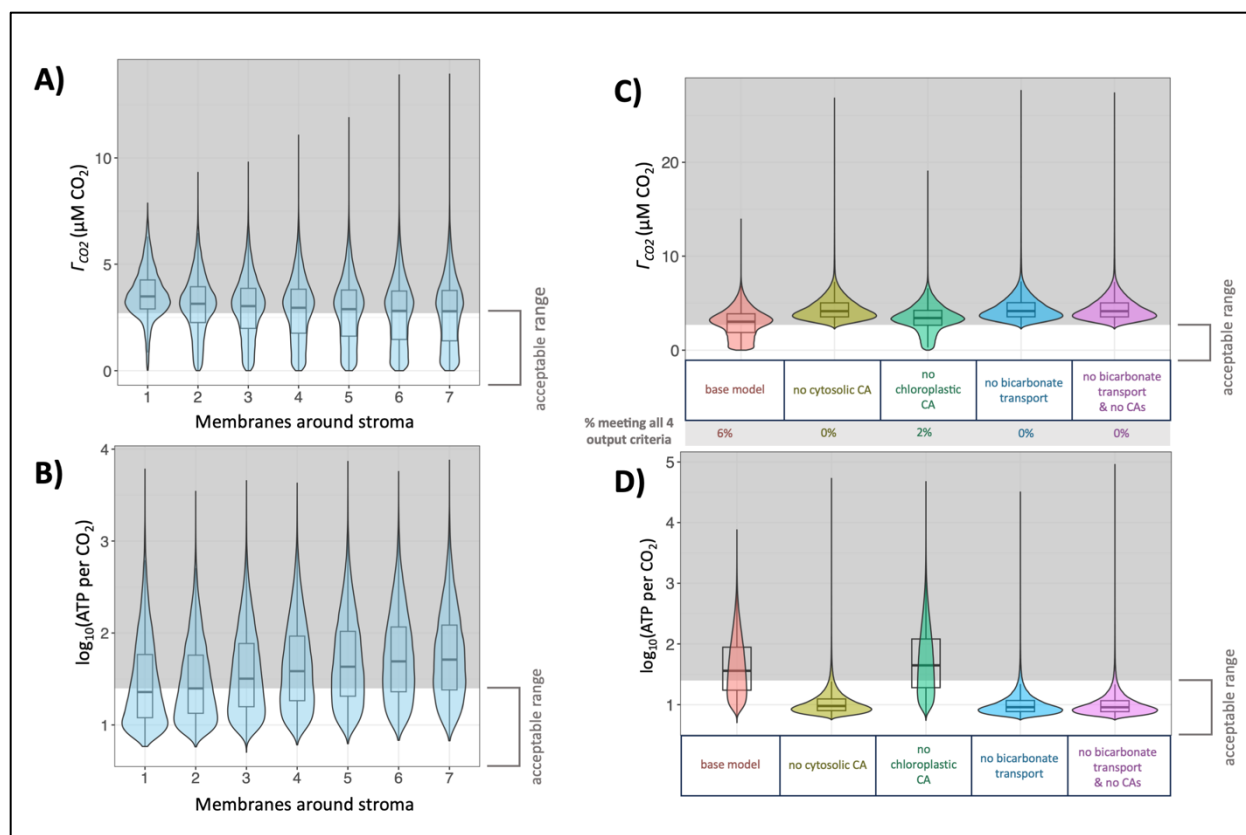 A)
ΓCO2 (μM CO2)
10
5
0
1 2 3 4 5 6 7
Membranes around stroma
acceptable range
B)
log10(ATP per CO2)
4
3
2
1
1 2 3 4 5 6 7
Membranes around stroma
acceptable range
C)
ΓCO2 (μM CO2)
20
10
0
acceptable range
base model
no cytosolic CA
no
chloroplastic
CA
no bicarbonate
transport
no bicarbonate
transport
& no CAs
% meeting all 4
output criteria
6% 0% 2% 0% 0%
D)
log10(ATP per CO2)
5
4
3
2
1
acceptable range
base model
no cytosolic CA
no
chloroplastic
CA
no bicarbonate
transport
no bicarbonate
transport
& no CAs